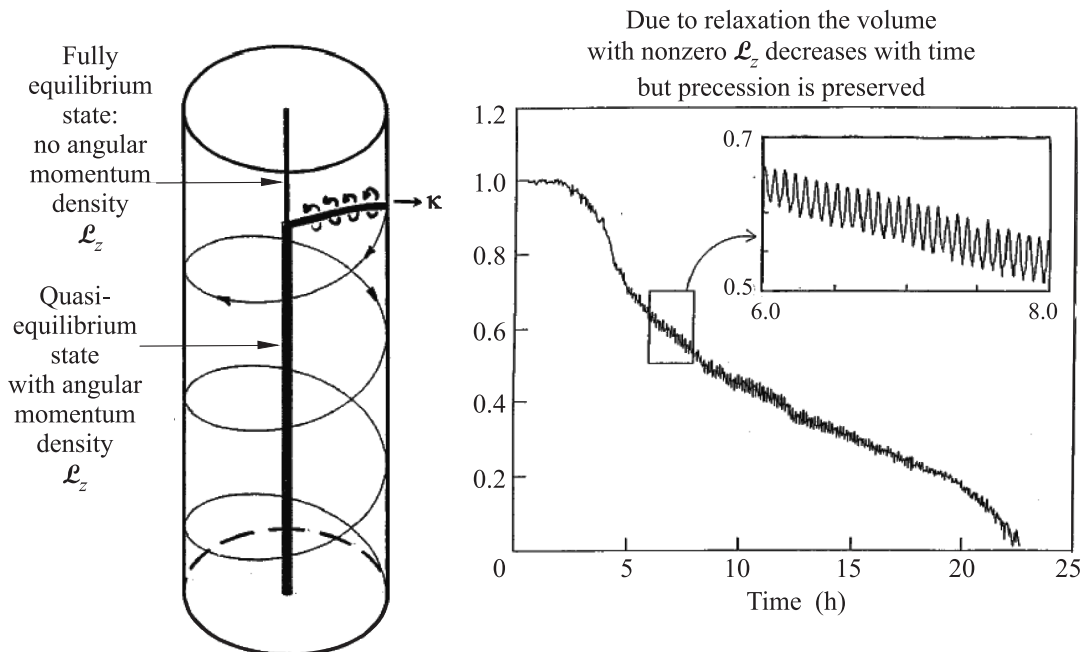 Fully
equilibrium
state:
no angular
momentum
density
ℒz
Quasi-
equilibrium
state
with angular
momentum
density
ℒz
κ
Due to relaxation the volume
with nonzero ℒz decreases with time
but precession is preserved
1.2
1.0
0.8
0.6
0.4
0.2
0 5 10 15 20 25
Time (h)
0.7
0.5
6.0 8.0